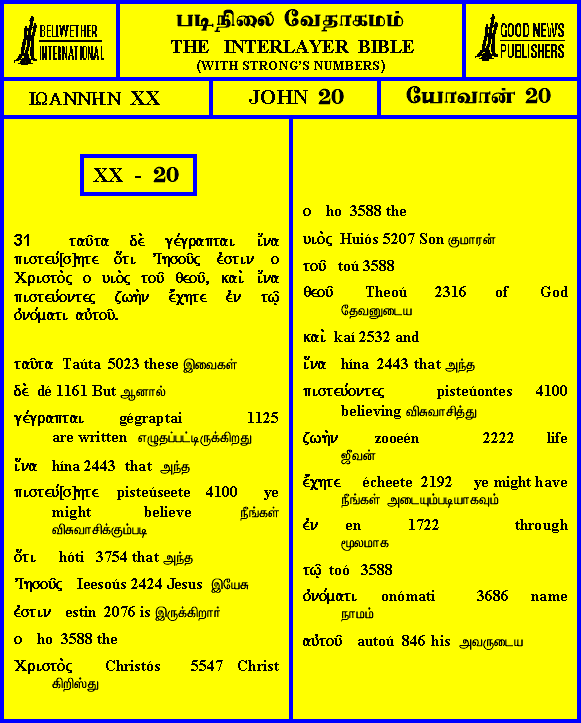 BELLWETHER
INTERNATIONAL
படிநிலை வேதாகமம்
THE INTERLAYER BIBLE
(WITH STRONG'S NUMBERS)
GOOD NEWS
PUBLISHERS
ΙΩΑΝΝΗΝ XX
JOHN 20
யோவான் 20
XX - 20
31 ταῦτα δὲ γέγραπται ἵνα
πιστεύ[σ]ητε ὅτι Ἰησοῦς ἐστιν ο
Χριστὸς ο υιὸς τοῦ θεοῦ, καὶ ἵνα
πιστεύοντες ζωὴν ἔχητε ἐν τῷ
ὀνόματι αὐτοῦ.
ταῦτα Taúta 5023 these இவைகள்
δὲ dé 1161 But ஆனால்
γέγραπται gégraptai 1125
are written எழுதப்பட்டிருக்கிறது
ἵνα hína 2443 that அந்த
πιστεύ[σ]ητε pisteúseete 4100 ye
might believe நீங்கள்
விசுவாசிக்கும்படி
ὅτι hóti 3754 that அந்த
Ἰησοῦς Ieesoús 2424 Jesus இயேசு
ἐστιν estin 2076 is இருக்கிறார்
ο ho 3588 the
Χριστὸς Christós 5547 Christ
கிறிஸ்து
ο ho 3588 the
υιὸς Huiós 5207 Son குமாரன்
τοῦ toú 3588
θεοῦ Theoú 2316 of God
தேவனுடைய
καὶ kaí 2532 and
ἵνα hína 2443 that அந்த
πιστεύοντες pisteúontes 4100
believing விசுவாசித்து
ζωὴν zooeén 2222 life
ஜீவன்
ἔχητε écheete 2192 ye might have
நீங்கள் அடையும்படியாகவும்
ἐν en 1722 through
மூலமாக
τῷ toó 3588
ὀνόματι onómati 3686 name
நாமம்
αὐτοῦ autoú 846 his அவருடைய